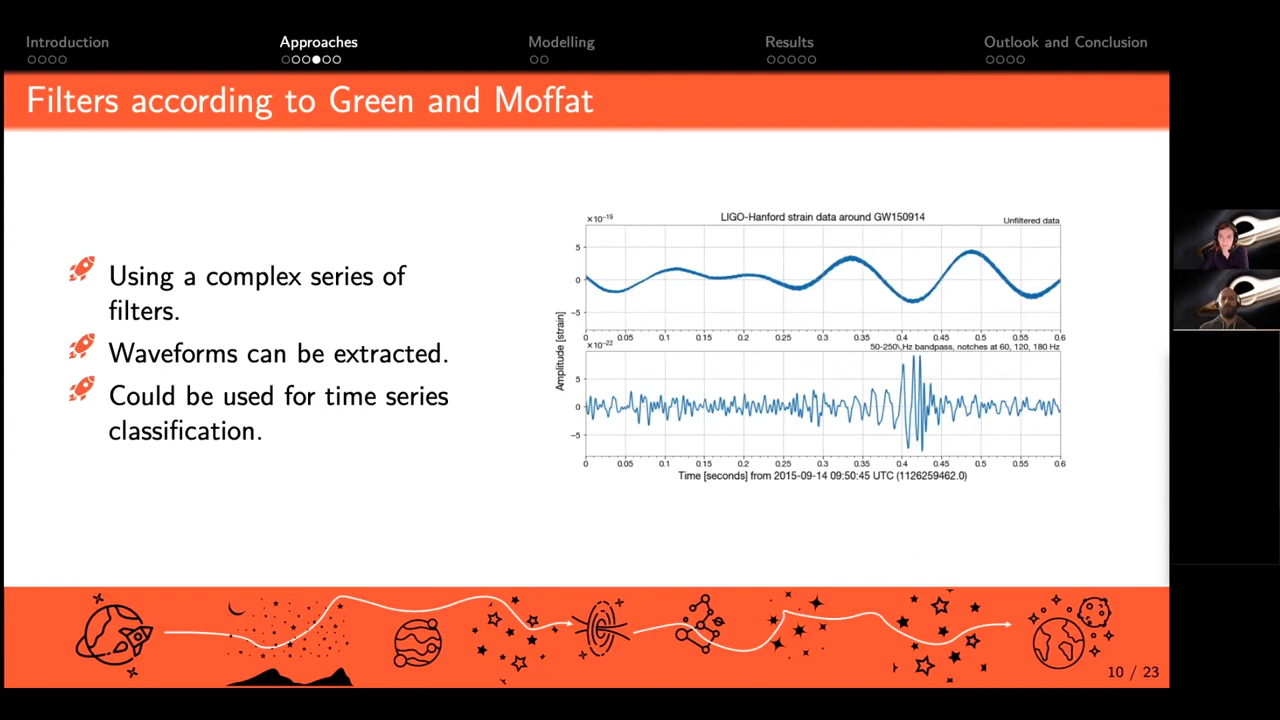 Introduction Approaches Modelling Results Outlook and Conclusion
Filters according to Green and Moffat
Using a complex series of
filters.
Waveforms can be extracted.
Could be used for time series
classification.
×10⁻¹⁹ LIGO-Hanford strain data around GW150914 Unfiltered data
5
0
−5
0 0.05 0.1 0.15 0.2 0.25 0.3 0.35 0.4 0.45 0.5 0.55 0.6
×10⁻²² 50-250\,Hz bandpass, notches at 60, 120, 180 Hz
Amplitude [strain]
5
0
−5
0 0.05 0.1 0.15 0.2 0.25 0.3 0.35 0.4 0.45 0.5 0.55 0.6
Time [seconds] from 2015-09-14 09:50:45 UTC (1126259462.0)
10 / 23